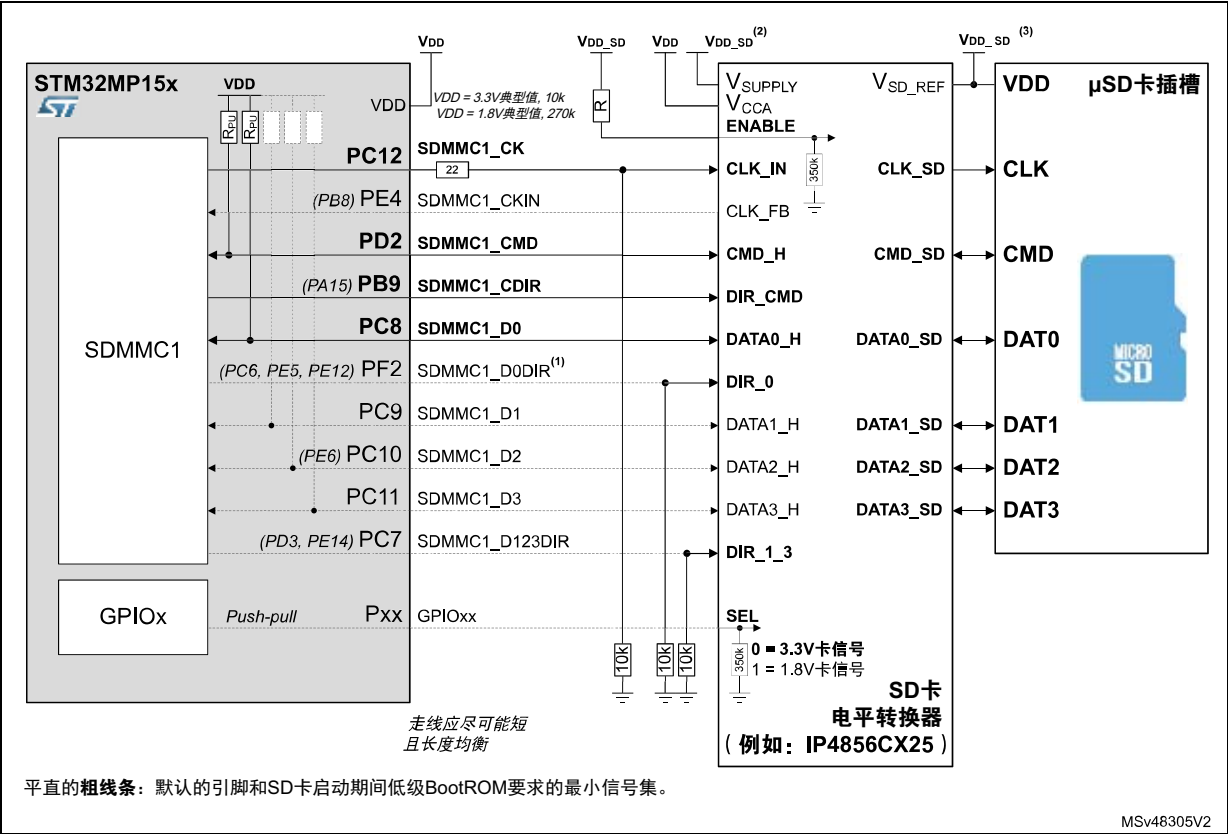 VDD VDD_SD VDD VDD_SD (2) VDD_SD (3)
STM32MP15x
ST
VDD
VDD
VDD = 3.3V典型值, 10k
VDD = 1.8V典型值, 270k
RPU RPU
R
VSUPPLY
VCCA
ENABLE
350k
VSD_REF
VDD
μSD卡插槽
SDMMC1
PC12 SDMMC1_CK
22
CLK_IN CLK_SD CLK
(PB8) PE4 SDMMC1_CKIN CLK_FB
PD2 SDMMC1_CMD CMD_H CMD_SD CMD
(PA15) PB9 SDMMC1_CDIR DIR_CMD
PC8 SDMMC1_D0 DATA0_H DATA0_SD DAT0
(PC6, PE5, PE12) PF2 SDMMC1_D0DIR(1) DIR_0
PC9 SDMMC1_D1 DATA1_H DATA1_SD DAT1
(PE6) PC10 SDMMC1_D2 DATA2_H DATA2_SD DAT2
PC11 SDMMC1_D3 DATA3_H DATA3_SD DAT3
(PD3, PE14) PC7 SDMMC1_D123DIR DIR_1_3
MICRO
SD
GPIOx Push-pull Pxx GPIOxx SEL
10k 10k 10k 350k
0 = 3.3V卡信号
1 = 1.8V卡信号
SD卡
电平转换器
(例如：IP4856CX25)
走线应尽可能短
且长度均衡
平直的粗线条：默认的引脚和SD卡启动期间低级BootROM要求的最小信号集。
MSv48305V2